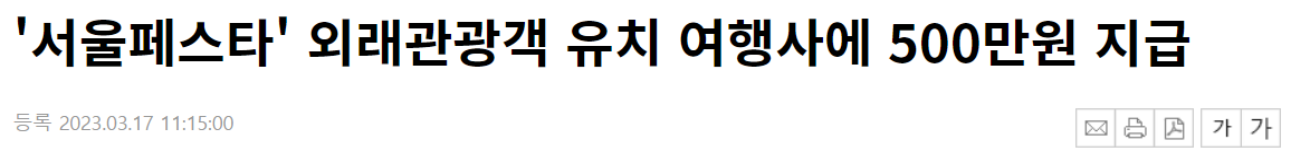 '서울페스타' 외래관광객 유치 여행사에 500만원 지급
등록 2023.03.17 11:15:00
가 가